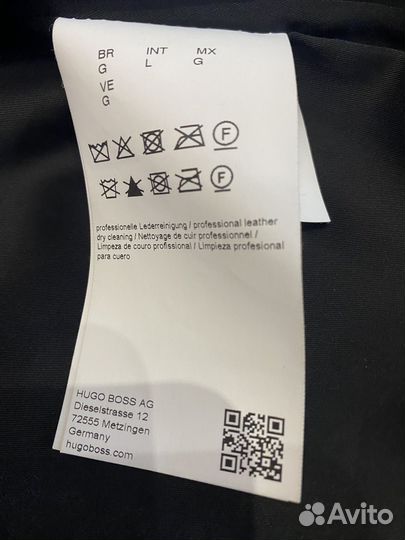 BR INT MX
G L G
VE
G
F
F
professionelle Lederreinigung / professional leather
dry cleaning / Nettoyage de cuir professionnel /
Limpeza de couro profissional / Limpieza profesional
para cuero
HUGO BOSS AG
Dieselstrasse 12
72555 Metzingen
Germany
hugoboss.com
Avito